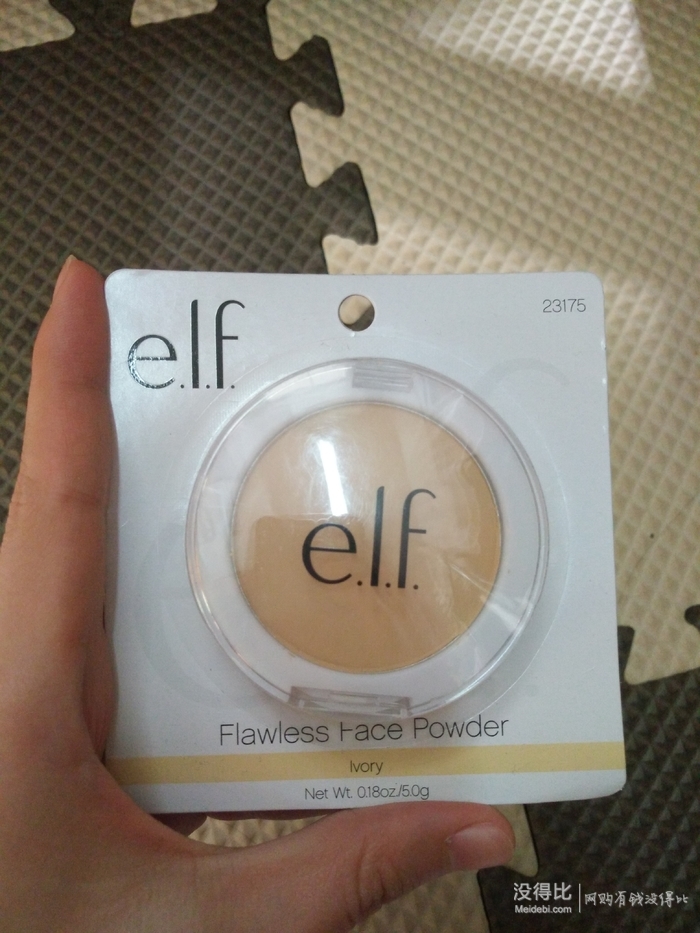 23175
e.l.f.
e.l.f.
Flawless Face Powder
Ivory
Net Wt. 0.18oz./5.0g
没得比
Meidebi.com
网购有钱没得比